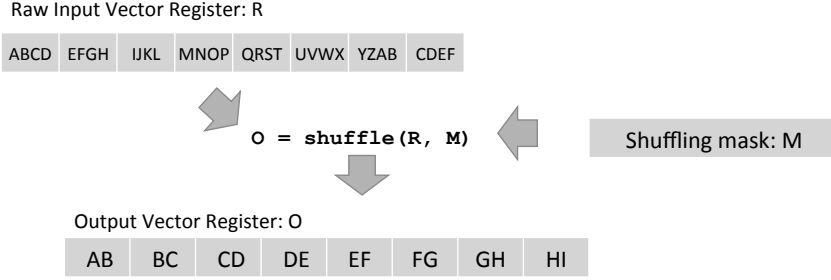 Raw Input Vector Register: R
ABCD EFGH IJKL MNOP QRST UVWX YZAB CDEF
O = shuffle(R, M)
Shuffling mask: M
Output Vector Register: O
AB BC CD DE EF FG GH HI